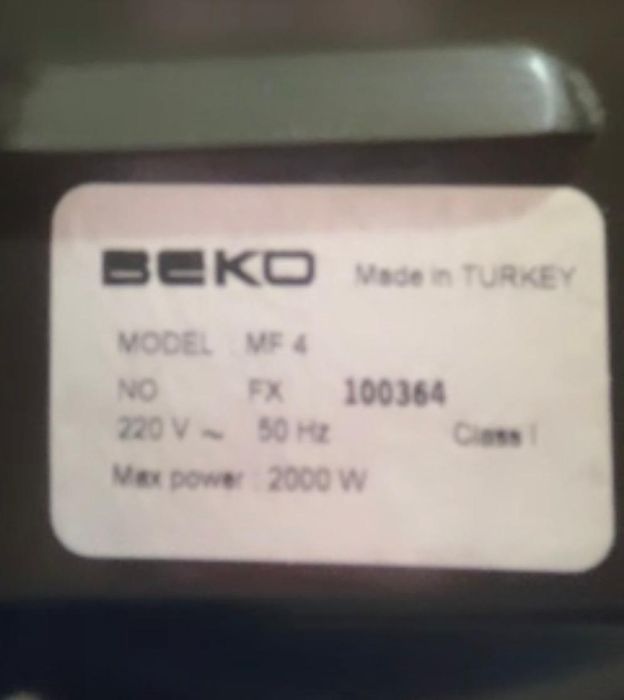 BEKO Made in TURKEY
MODEL : MF 4
NO FX 100364
220 V ~ 50 Hz Class I
Max power : 2000 W